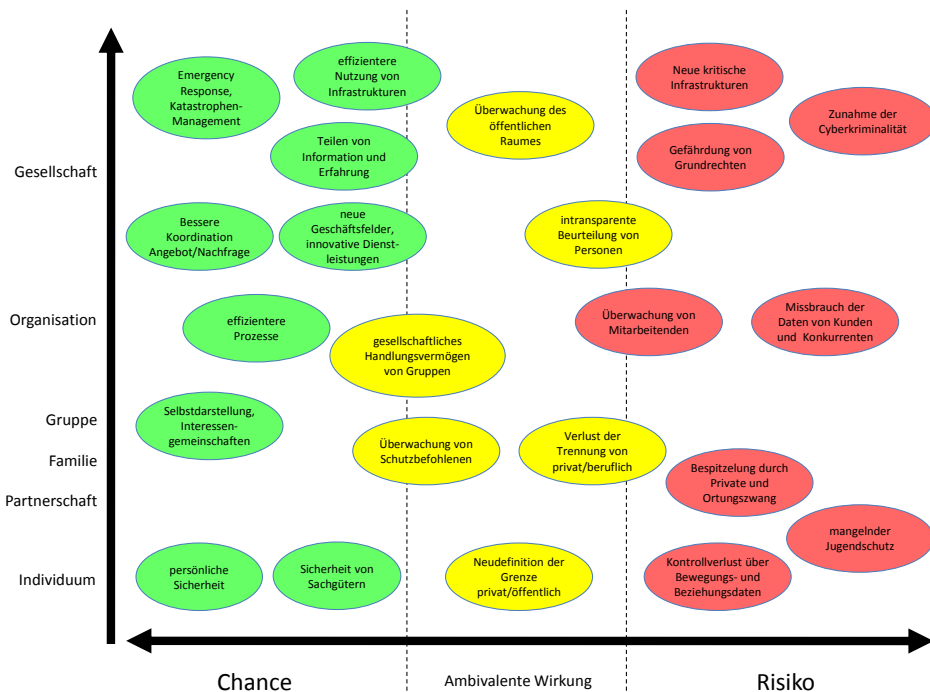 Emergency
Response,
Katastrophen-
Management
effizientere
Nutzung von
Infrastrukturen
Überwachung des
öffentlichen
Raumes
Neue kritische
Infrastrukturen
Zunahme der
Cyberkriminalität
Teilen von
Information und
Erfahrung
Gefährdung von
Grundrechten
Gesellschaft
Bessere
Koordination
Angebot/Nachfrage
neue
Geschäftsfelder,
innovative Dienst-
leistungen
intransparente
Beurteilung von
Personen
Organisation
effizientere
Prozesse
gesellschaftliches
Handlungsvermögen
von Gruppen
Überwachung von
Mitarbeitenden
Missbrauch der
Daten von Kunden
und Konkurrenten
Gruppe
Selbstdarstellung,
Interessen-
gemeinschaften
Familie
Überwachung von
Schutzbefohlenen
Verlust der
Trennung von
privat/beruflich
Bespitzelung durch
Private und
Ortungszwang
Partnerschaft
mangelnder
Jugendschutz
Individuum
persönliche
Sicherheit
Sicherheit von
Sachgütern
Neudefinition der
Grenze
privat/öffentlich
Kontrollverlust über
Bewegungs- und
Beziehungsdaten
Chance
Ambivalente Wirkung
Risiko